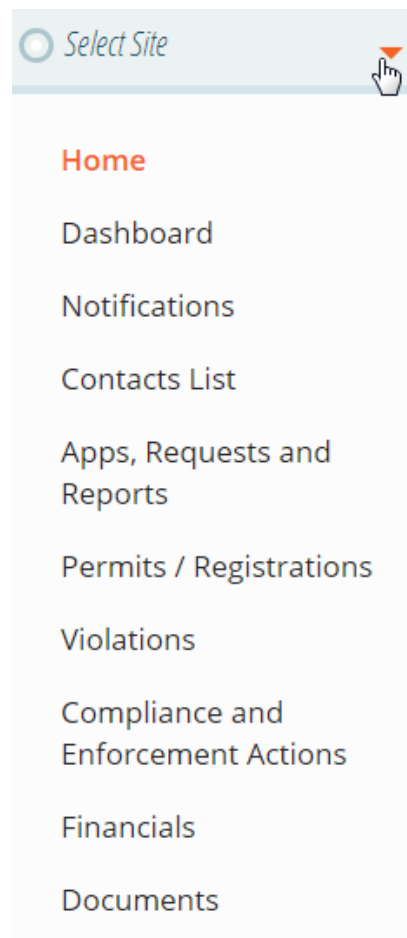 Select Site
Home
Dashboard
Notifications
Contacts List
Apps, Requests and
Reports
Permits / Registrations
Violations
Compliance and
Enforcement Actions
Financials
Documents